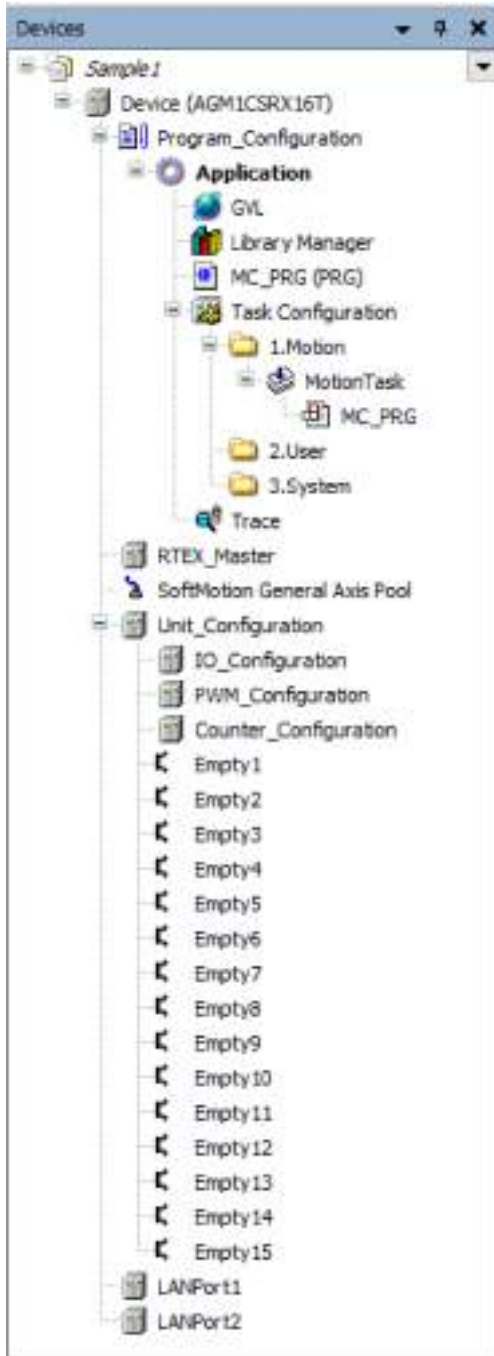 Devices
Sample1
Device (AGM1CSRX16T)
Program_Configuration
Application
GVL
Library Manager
MC_PRG (PRG)
Task Configuration
1.Motion
MotionTask
MC_PRG
2.User
3.System
Trace
RTEX_Master
SoftMotion General Axis Pool
Unit_Configuration
IO_Configuration
PWM_Configuration
Counter_Configuration
Empty1
Empty2
Empty3
Empty4
Empty5
Empty6
Empty7
Empty8
Empty9
Empty10
Empty11
Empty12
Empty13
Empty14
Empty15
LANPort1
LANPort2